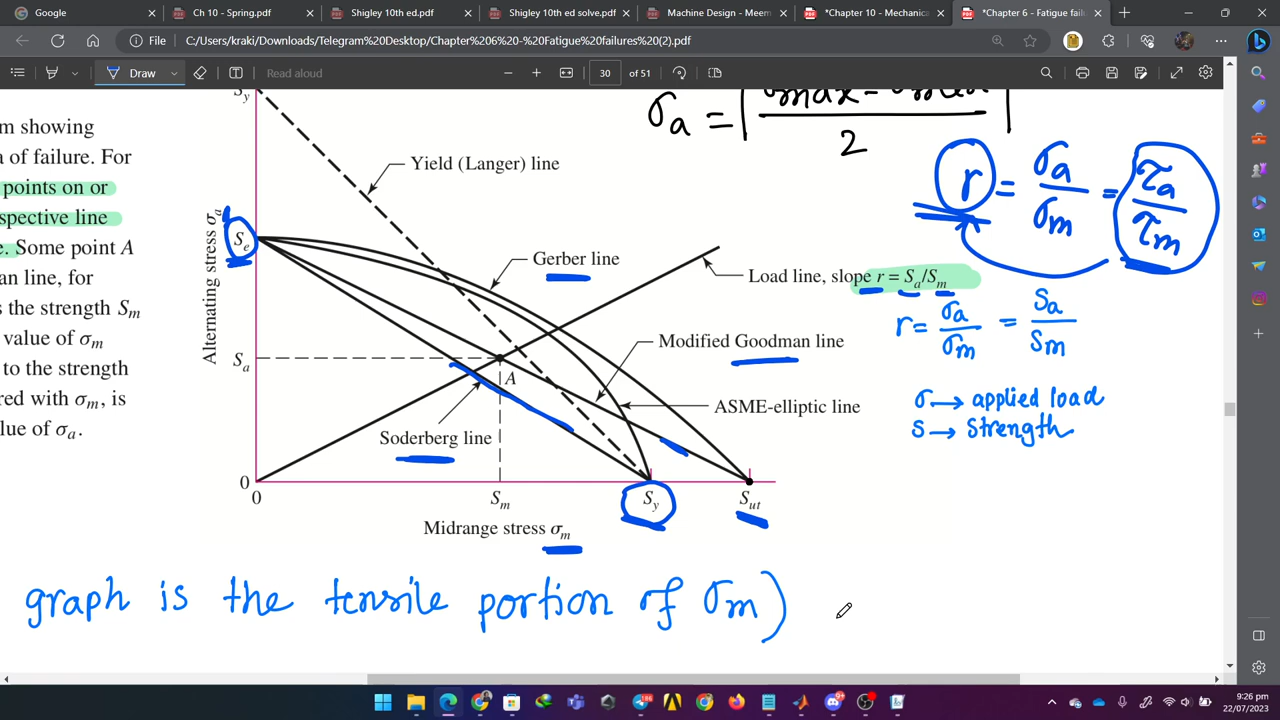 Google
Ch 10 - Spring.pdf
Shigley 10th ed.pdf
Shigley 10th ed solve.pdf
Machine Design - Meem
*Chapter 10 - Mechanica
*Chapter 6 - Fatigue failu
File
C:/Users/kraki/Downloads/Telegram%20Desktop/Chapter%206%20-%20Fatigue%20failures%20(2).pdf
Draw
Read aloud
30 of 51
Sy
m showing
a of failure. For
points on or
spective line
e. Some point A
an line, for
s the strength Sm
value of σm
to the strength
red with σm, is
lue of σa.
σa = | σmax - σmin | / 2
r = σa/σm = τa/τm
Yield (Langer) line
Alternating stress σa
Se
Gerber line
Load line, slope r = Sa/Sm
r = σa/σm = Sa/Sm
Modified Goodman line
Sa
A
ASME-elliptic line
σ → applied load
S → Strength
Soderberg line
0
0
Sm
Sy
Sut
Midrange stress σm
graph is the tensile portion of σm)
9:26 pm
22/07/2023